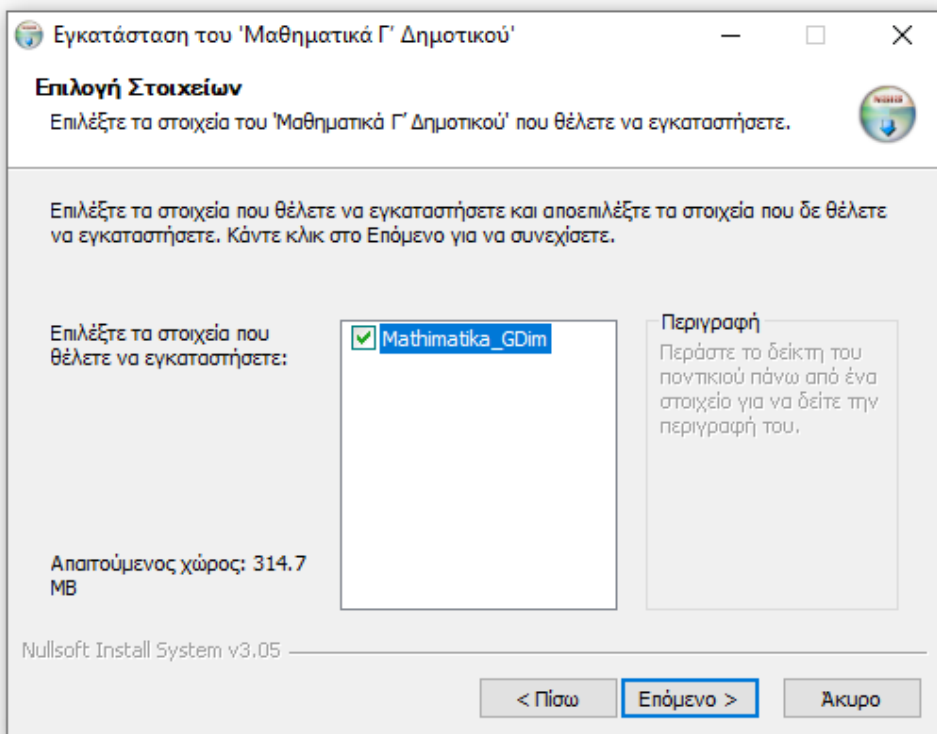 Εγκατάσταση του 'Μαθηματικά Γ΄ Δημοτικού'
Επιλογή Στοιχείων
Επιλέξτε τα στοιχεία του 'Μαθηματικά Γ΄ Δημοτικού' που θέλετε να εγκαταστήσετε.
Επιλέξτε τα στοιχεία που θέλετε να εγκαταστήσετε και αποεπιλέξτε τα στοιχεία που δε θέλετε
να εγκαταστήσετε. Κάντε κλικ στο Επόμενο για να συνεχίσετε.
Επιλέξτε τα στοιχεία που
θέλετε να εγκαταστήσετε:
Mathimatika_GDim
Περιγραφή
Περάστε το δείκτη του
ποντικιού πάνω από ένα
στοιχείο για να δείτε την
περιγραφή του.
Απαιτούμενος χώρος: 314.7
MB
Nullsoft Install System v3.05
< Πίσω
Επόμενο >
Άκυρο